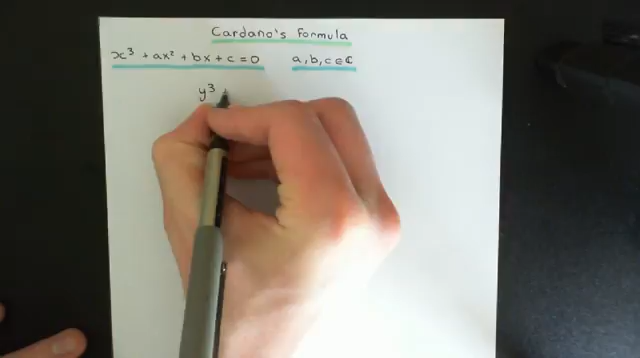 Cardano's Formula
x³ + ax² + bx + c = 0 a, b, c ∈ ℂ
y³